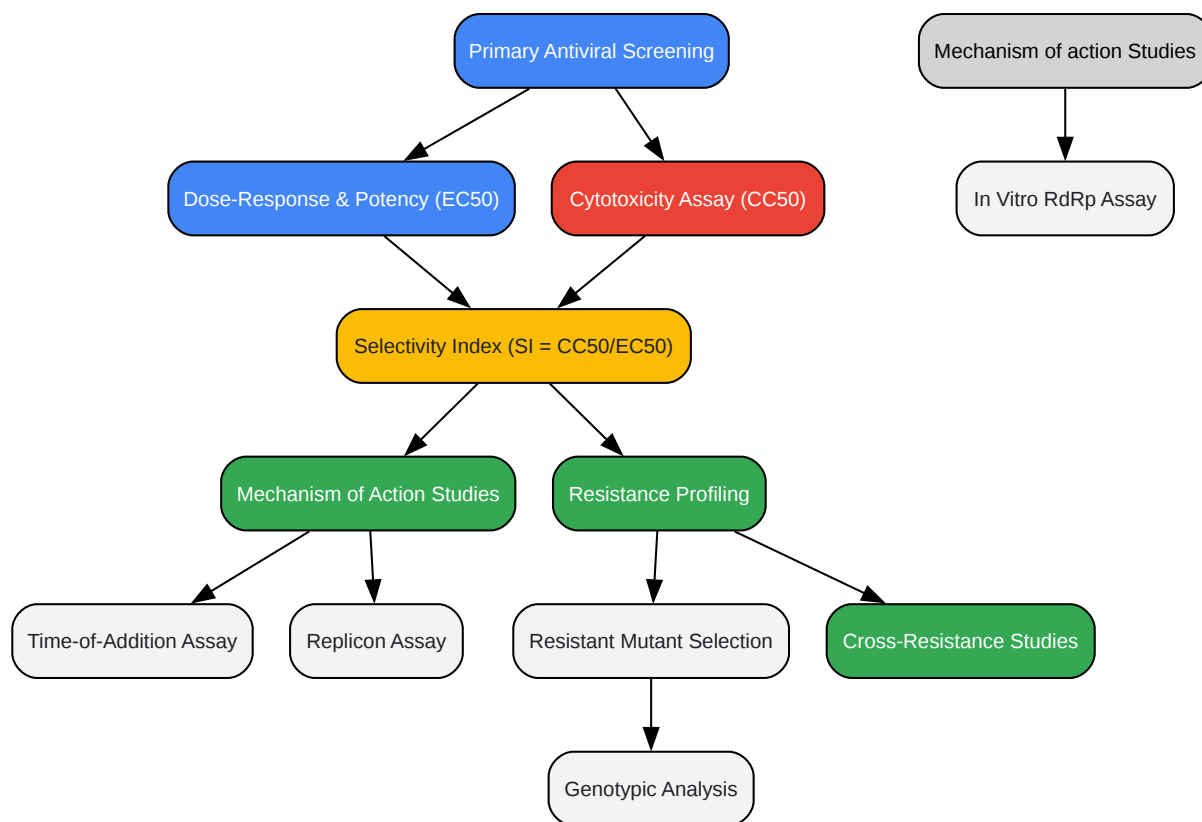 Primary Antiviral Screening
Mechanism of action Studies
Dose-Response & Potency (EC50)
Cytotoxicity Assay (CC50)
In Vitro RdRp Assay
Selectivity Index (SI = CC50/EC50)
Mechanism of Action Studies
Resistance Profiling
Time-of-Addition Assay
Replicon Assay
Resistant Mutant Selection
Cross-Resistance Studies
Genotypic Analysis